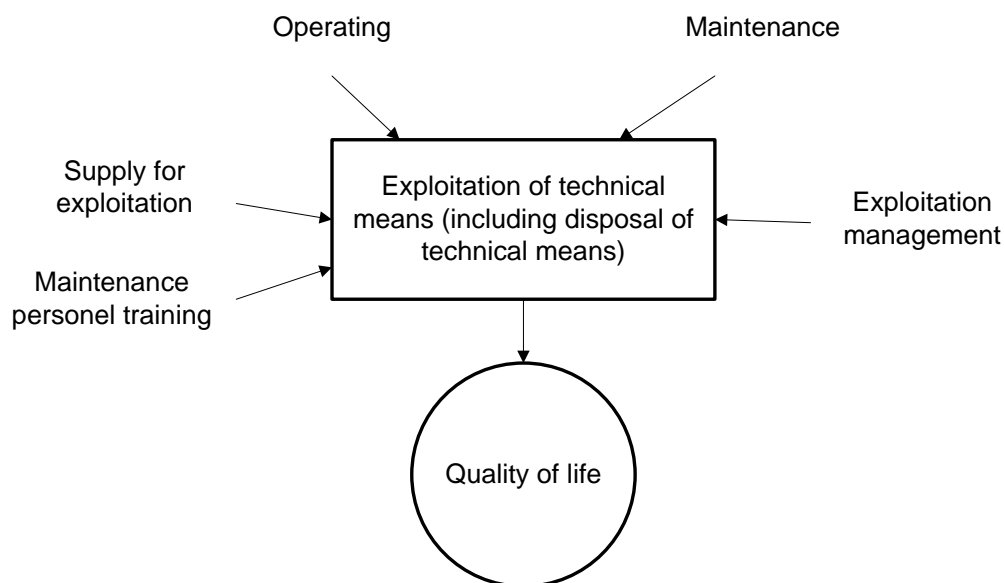 Operating
Maintenance
Supply for
exploitation
Exploitation of technical
means (including disposal of
technical means)
Exploitation
management
Maintenance
personel training
Quality of life